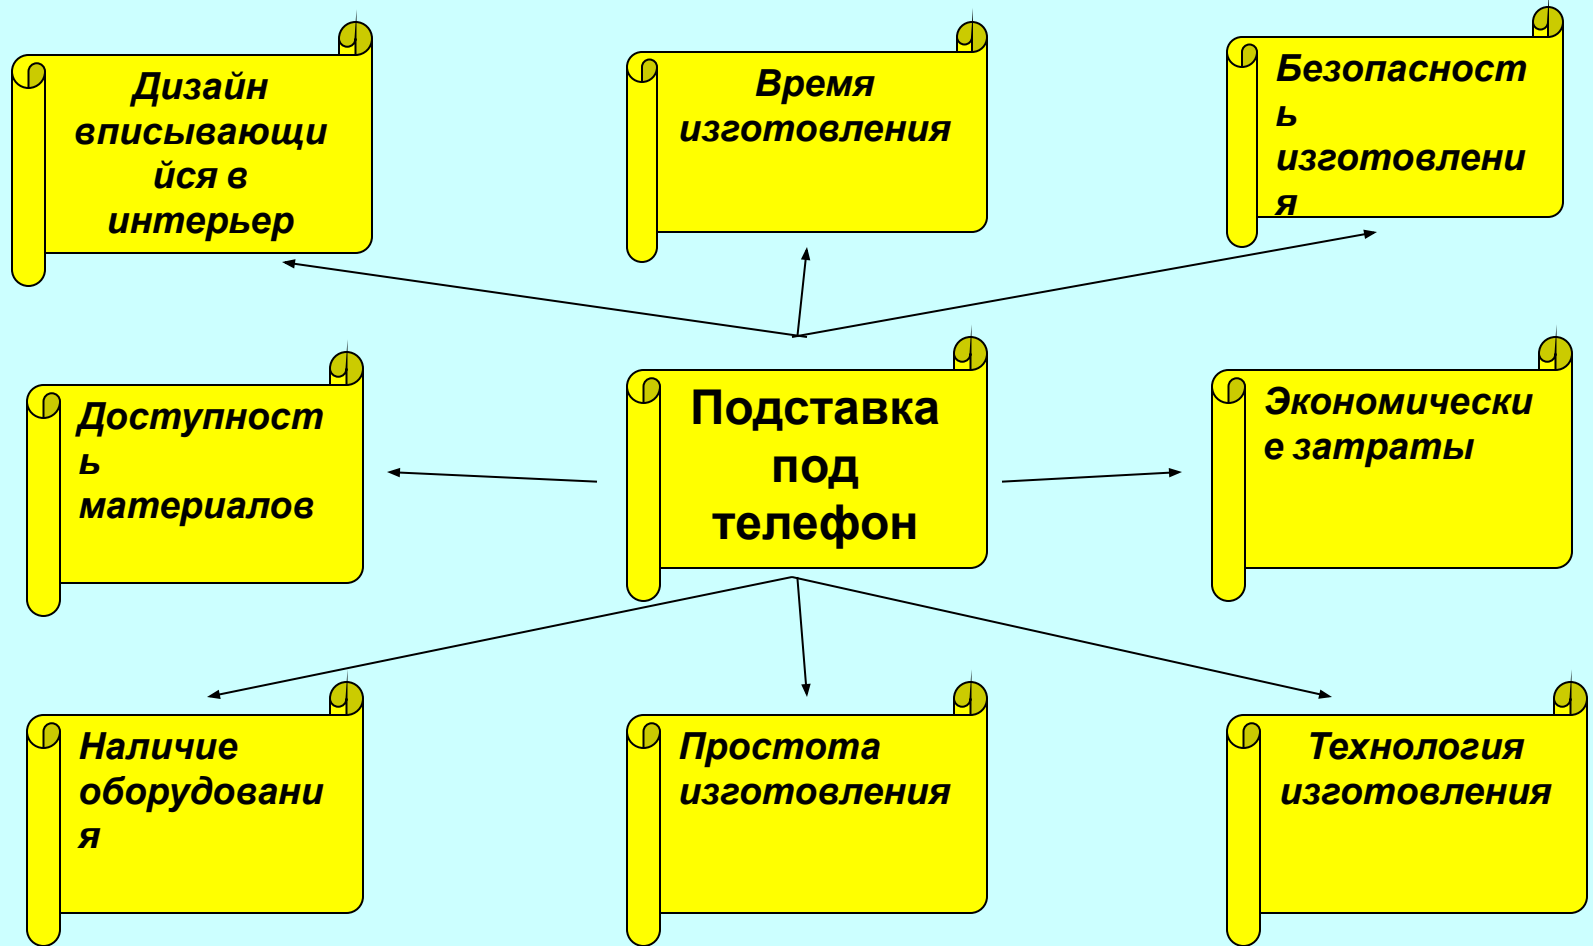 Дизайн
вписывающи
йся в
интерьер
Время
изготовления
Безопасност
ь
изготовлени
я
Доступност
ь
материалов
Подставка
под
телефон
Экономически
е затраты
Наличие
оборудовани
я
Простота
изготовления
Технология
изготовления